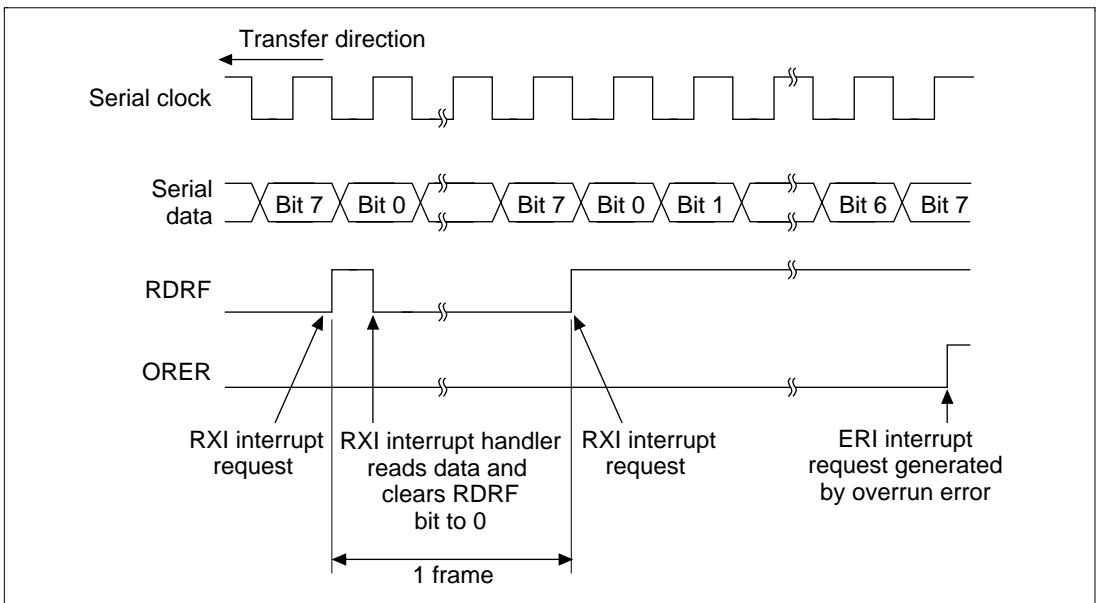 Transfer direction
Serial clock
Serial
data
Bit 7 Bit 0 Bit 7 Bit 0 Bit 1 Bit 6 Bit 7
RDRF
ORER
RXI interrupt
request
RXI interrupt handler
reads data and
clears RDRF
bit to 0
RXI interrupt
request
ERI interrupt
request generated
by overrun error
1 frame